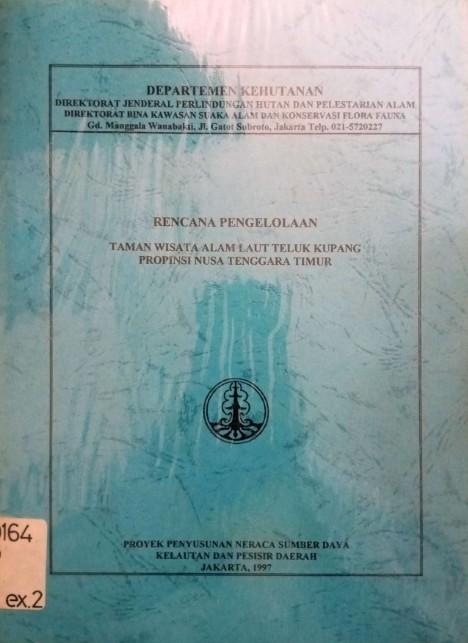 DEPARTEMEN KEHUTANAN
DIREKTORAT JENDERAL PERLINDUNGAN HUTAN DAN PELESTARIAN ALAM
DIREKTORAT BINA KAWASAN SUAKA ALAM DAN KONSERVASI FLORA FAUNA
Gd. Manggala Wanabakti, Jl. Gatot Subroto, Jakarta Telp. 021-5720227
RENCANA PENGELOLAAN
TAMAN WISATA ALAM LAUT TELUK KUPANG
PROPINSI NUSA TENGGARA TIMUR
PROYEK PENYUSUNAN NERACA SUMBER DAYA
KELAUTAN DAN PESISIR DAERAH
JAKARTA, 1997
0164
ex.2